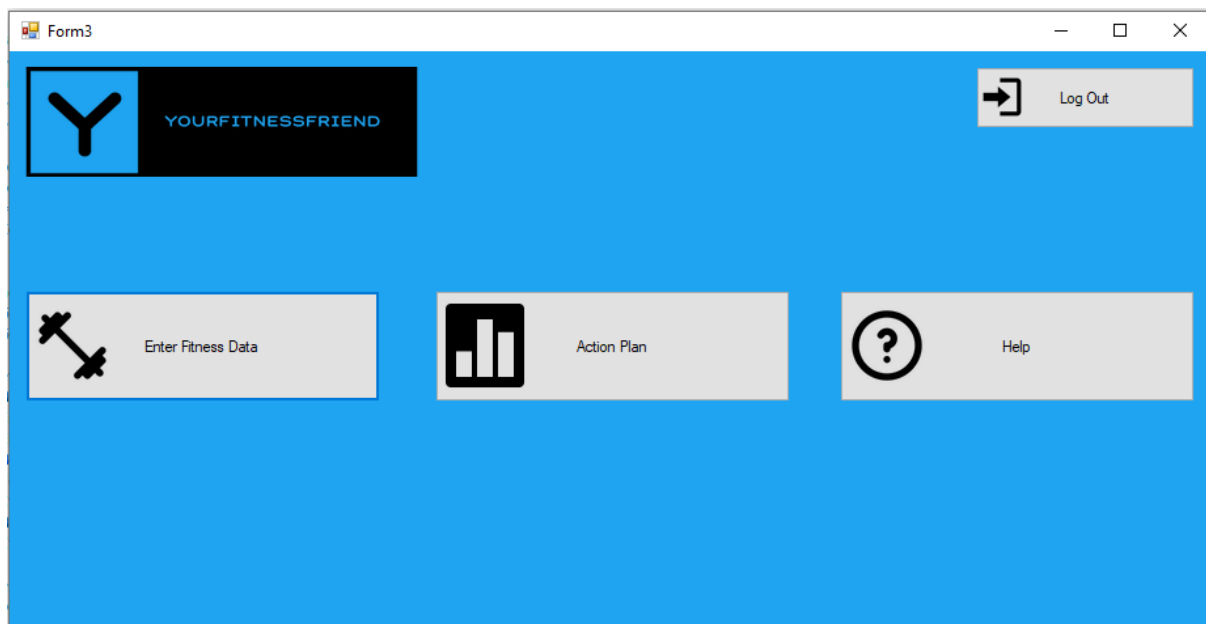 Form3
Y YOURFITNESSFRIEND
Log Out
Enter Fitness Data
Action Plan
? Help